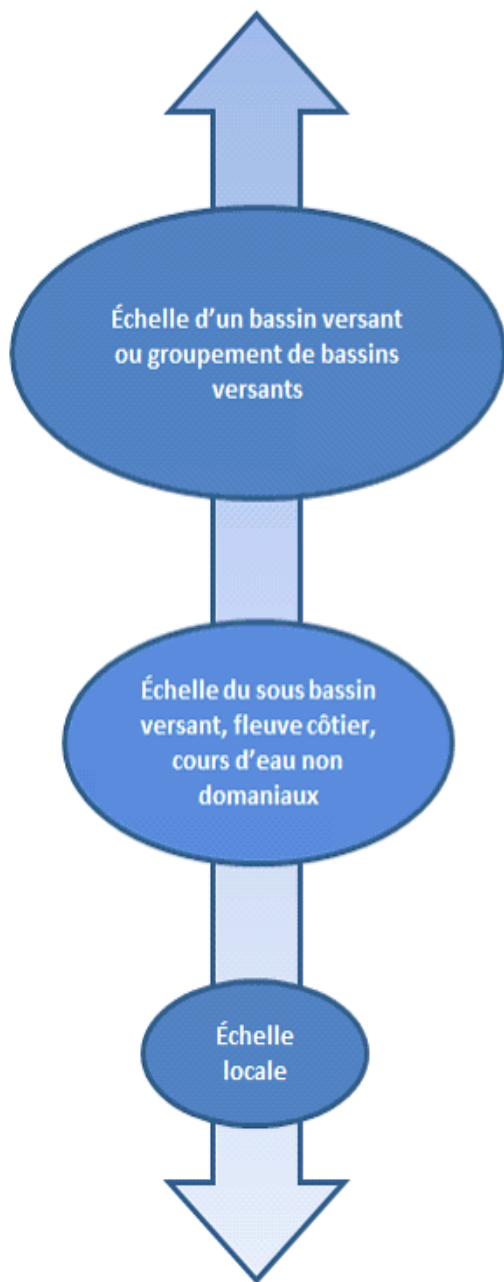 Échelle d’un bassin versant
ou groupement de bassins
versants
Échelle du sous bassin
versant, fleuve côtier,
cours d’eau non
domaniaux
Échelle
locale